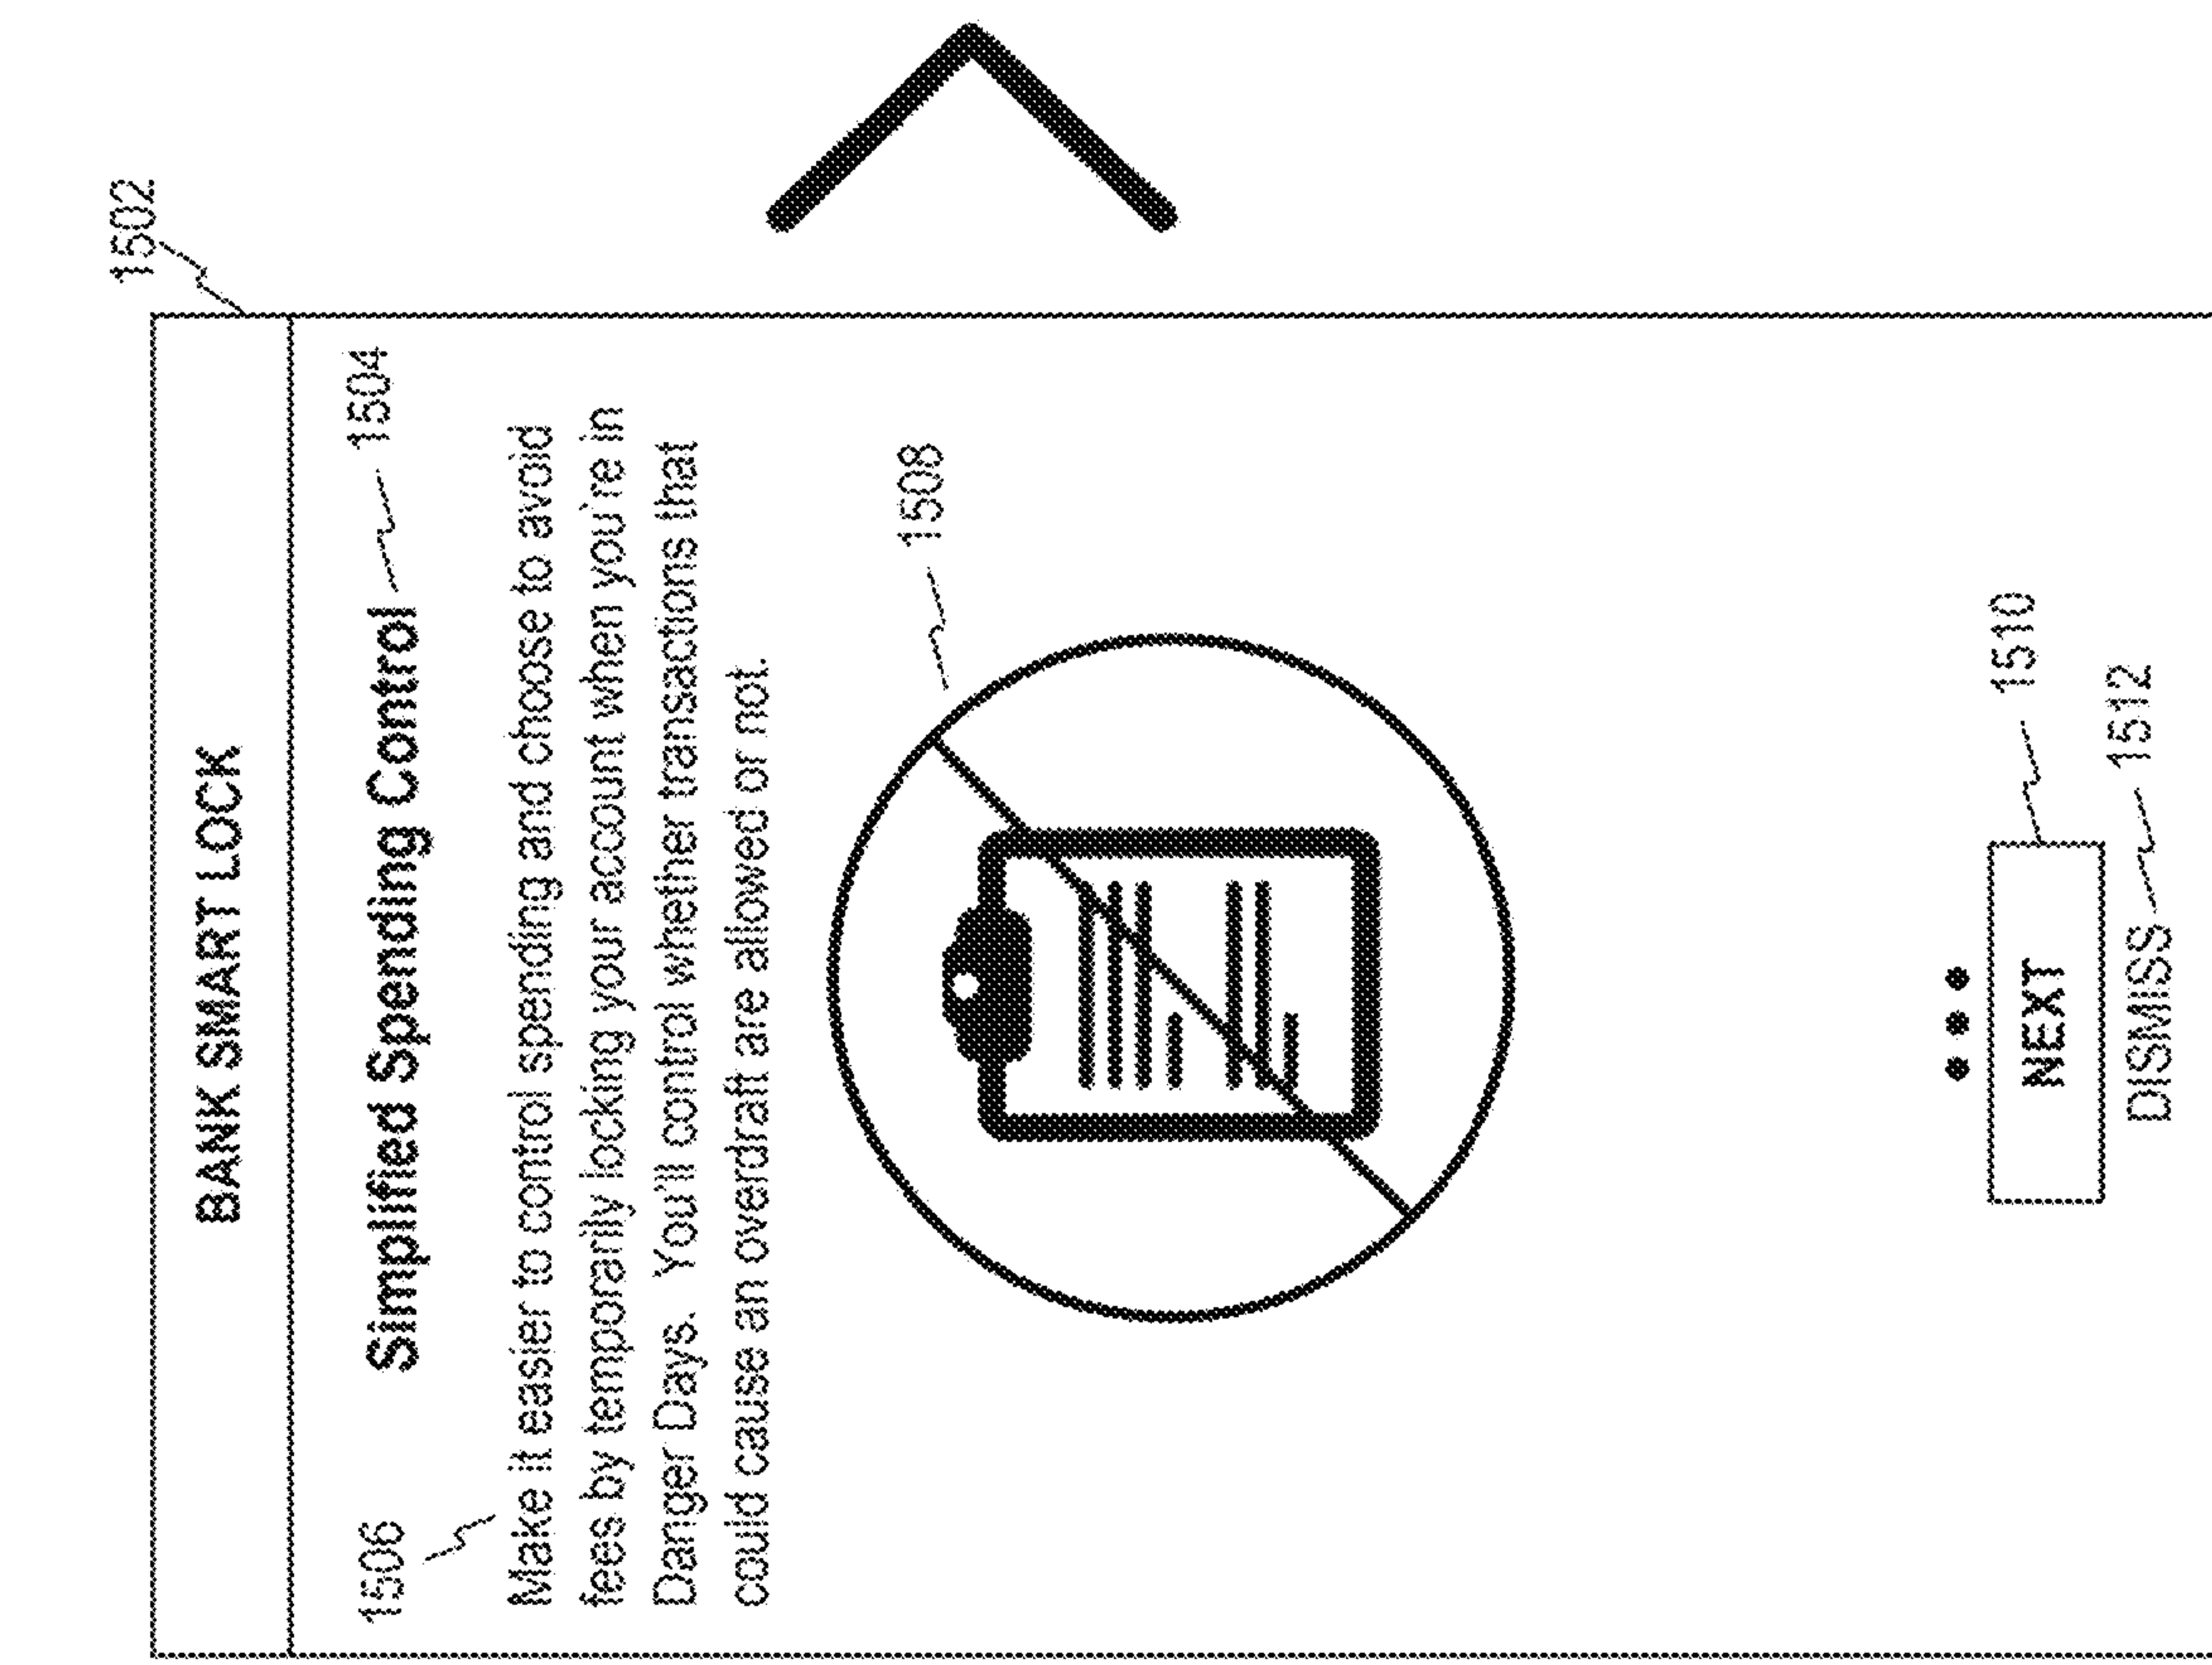 1502
BANK SMART LOCK
1504
Simplified Spending Control
1506
Make it easier to control spending and choose to avoid
fees by temporarily locking your account when you're in
Danger Days. You'll control whether transactions that
could cause an overdraft are allowed or not.
1508
NEXT
1510
DISMISS
1512